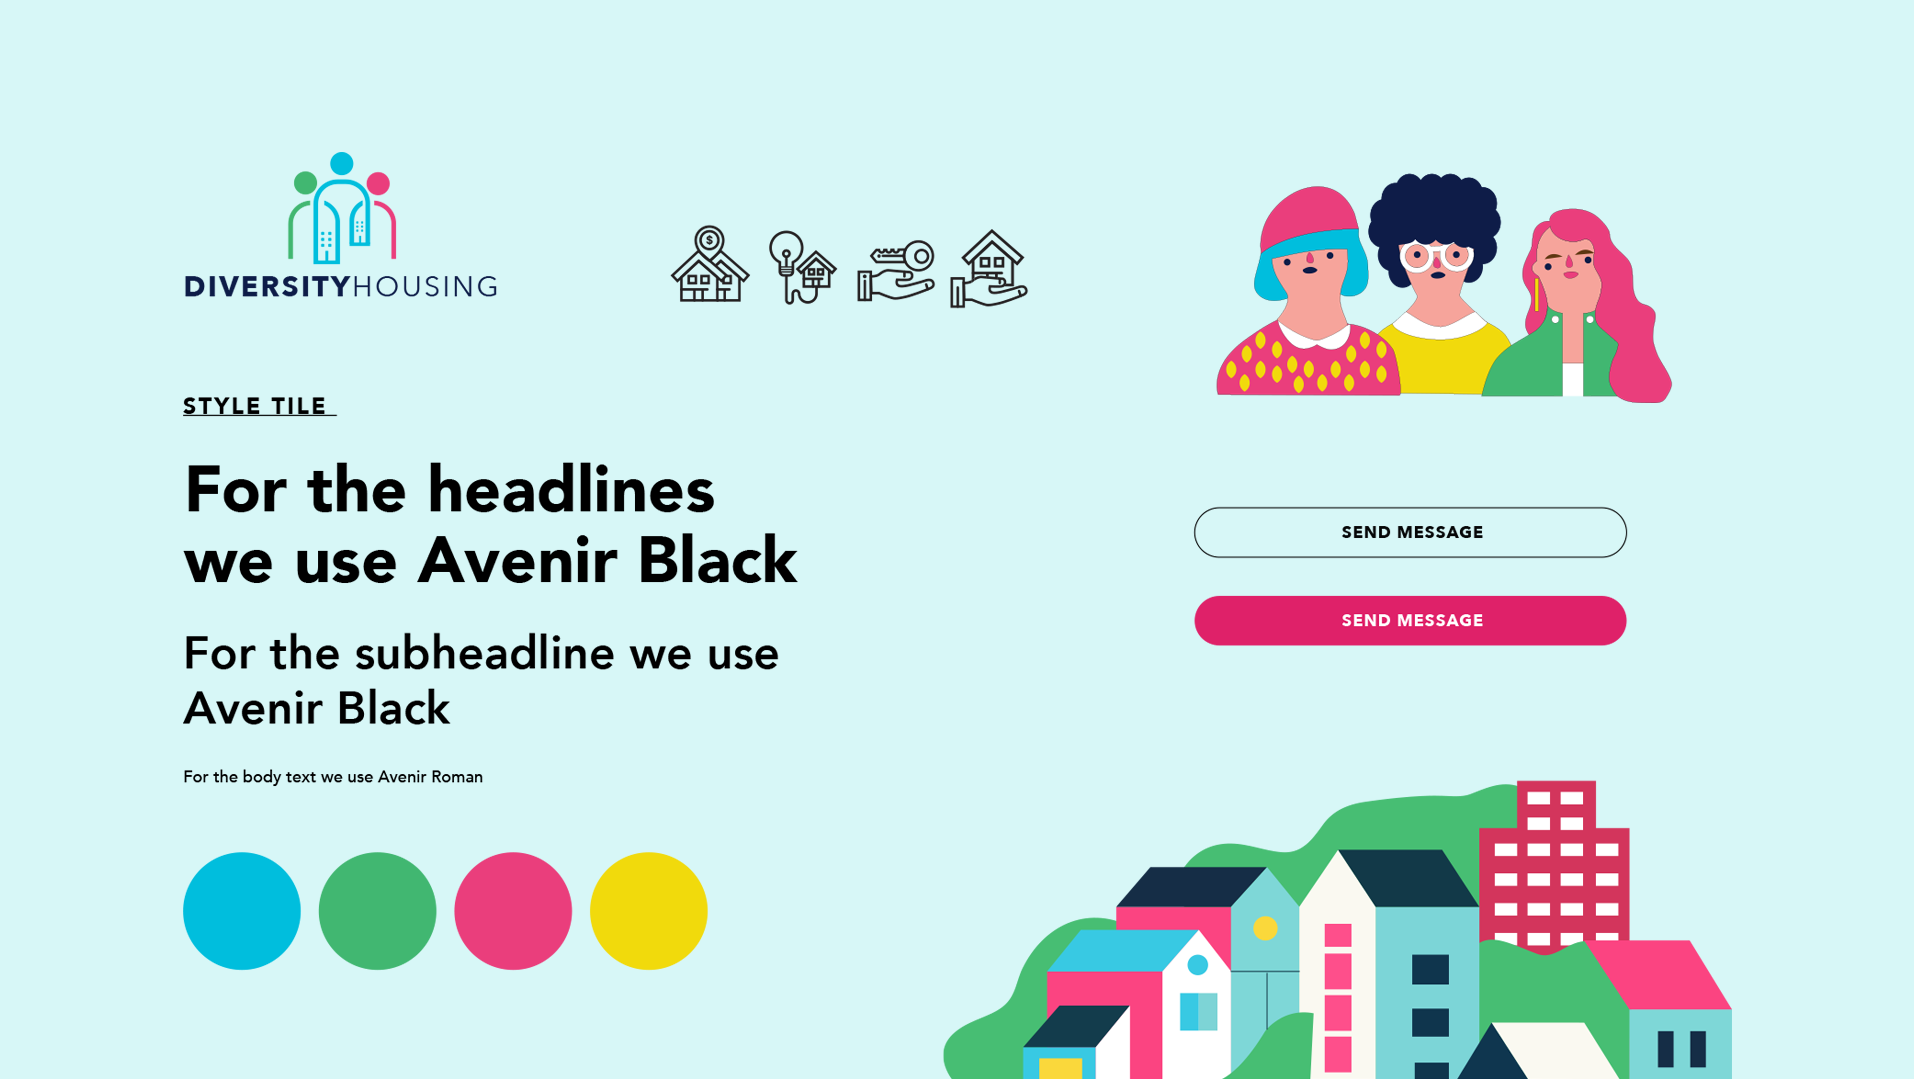 DIVERSITYHOUSING
$
STYLE TILE
For the headlines
we use Avenir Black
For the subheadline we use
Avenir Black
For the body text we use Avenir Roman
SEND MESSAGE
SEND MESSAGE